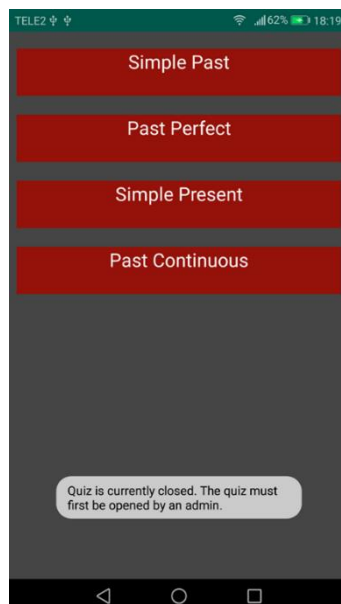 TELE2 62% 18:19
Simple Past
Past Perfect
Simple Present
Past Continuous
Quiz is currently closed. The quiz must
first be opened by an admin.